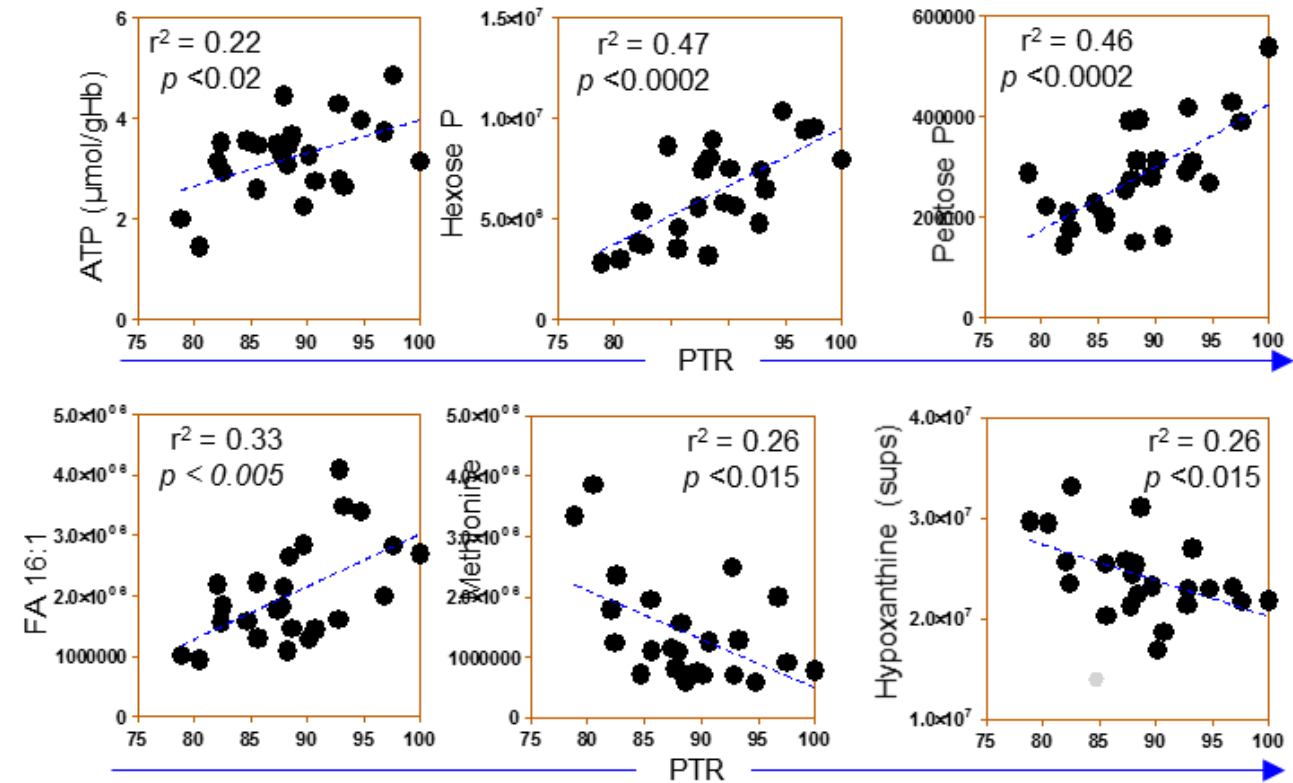 6
r² = 0.22
p <0.02
4
2
0
ATP (μmol/gHb)
75 80 85 90 95 100
1.5×10⁷
r² = 0.47
p <0.0002
1.0×10⁷
5.0×10⁶
0
Hexose P
75 95 100
600000
r² = 0.46
p <0.0002
400000
200000
0
Pentose P
75 80 85 90 95 100
PTR
5.0×10⁰⁶
r² = 0.33
p < 0.005
4.0×10⁰⁶
3.0×10⁰⁶
2.0×10⁰⁶
1000000
0
FA 16:1
75 80 85 90 95 100
5.0×10⁰⁶
r² = 0.26
p <0.015
4.0×10⁰⁶
3.0×10⁰⁶
2.0×10⁰⁶
1000000
0
Methionine
75 80 85 90 95 100
4.0×10⁷
r² = 0.26
p <0.015
3.0×10⁷
2.0×10⁷
1.0×10⁷
Hypoxanthine (sups)
75 80 85 90 95 100
PTR